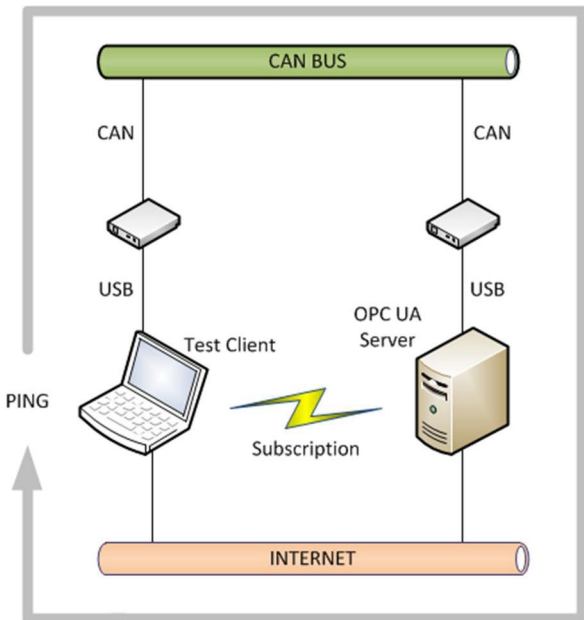 CAN BUS
CAN
CAN
USB
USB
OPC UA
Server
Test Client
PING
Subscription
INTERNET